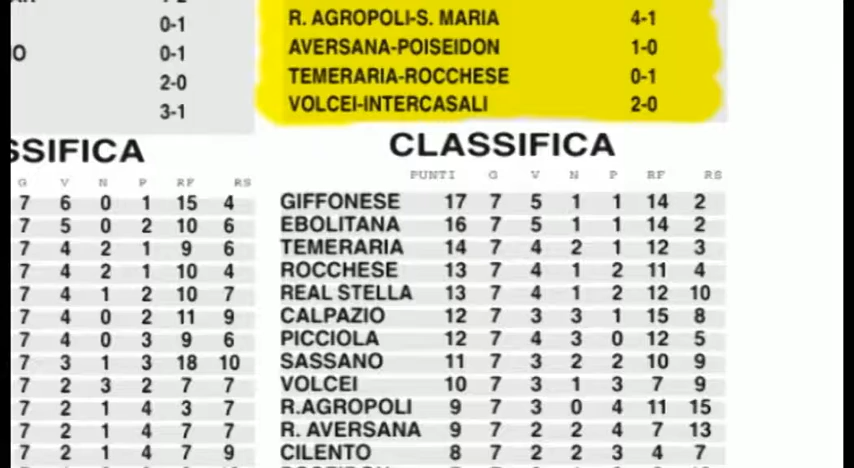 0-1
0-1
2-0
3-1
SSIFICA
G V N P RF RS
7 6 0 1 15 4
7 5 0 2 10 6
7 4 2 1 9 6
7 4 2 1 10 4
7 4 1 2 10 7
7 4 0 2 11 9
7 4 0 3 9 6
7 3 1 3 18 10
7 2 3 2 7 7
7 2 1 4 3 7
7 2 1 4 7 7
7 2 1 4 7 9
R. AGROPOLI-S. MARIA 4-1
AVERSANA-POISEIDON 1-0
TEMERARIA-ROCCHESE 0-1
VOLCEI-INTERCASALI 2-0
CLASSIFICA
PUNTI G V N P RF RS
GIFFONESE 17 7 5 1 1 14 2
EBOLITANA 16 7 5 1 1 14 2
TEMERARIA 14 7 4 2 1 12 3
ROCCHESE 13 7 4 1 2 11 4
REAL STELLA 13 7 4 1 2 12 10
CALPAZIO 12 7 3 3 1 15 8
PICCIOLA 12 7 4 3 0 12 5
SASSANO 11 7 3 2 2 10 9
VOLCEI 10 7 3 1 3 7 9
R.AGROPOLI 9 7 3 0 4 11 15
R. AVERSANA 9 7 2 2 4 7 13
CILENTO 8 7 2 2 3 4 7